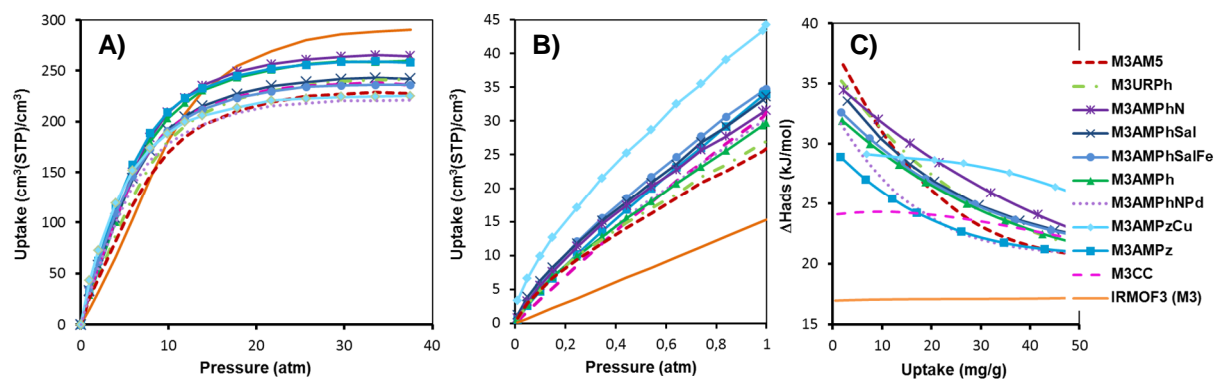 A)
Uptake (cm³(STP)/cm³)
300
250
200
150
100
50
0
0 10 20 30 40
Pressure (atm)
B)
Uptake (cm³(STP)/cm³)
45
40
35
30
25
20
15
10
5
0
0 0,2 0,4 0,6 0,8 1
Pressure (atm)
C)
ΔHads (kJ/mol)
40
35
30
25
20
15
0 10 20 30 40 50
Uptake (mg/g)
M3AM5
M3URPh
M3AMPhN
M3AMPhSal
M3AMPhSalFe
M3AMPh
M3AMPhNPd
M3AMPzCu
M3AMPz
M3CC
IRMOF3 (M3)